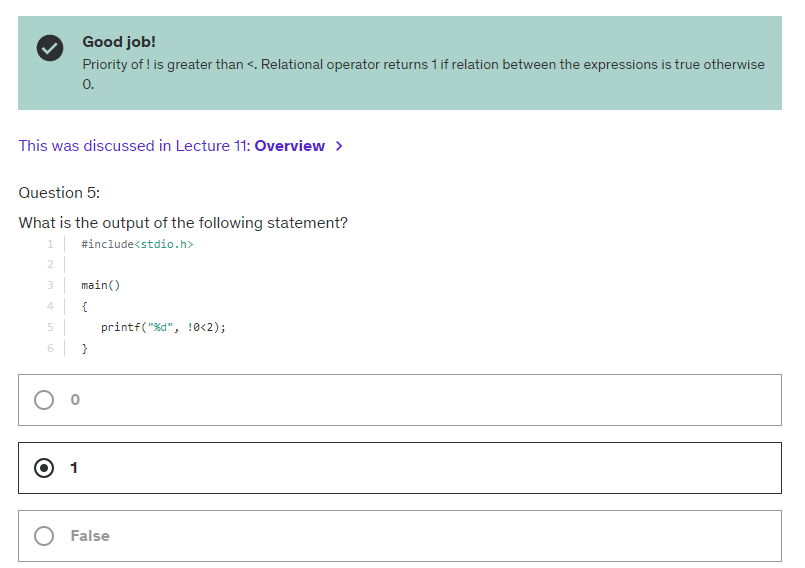 Good job!
Priority of ! is greater than <. Relational operator returns 1 if relation between the expressions is true otherwise
0.
This was discussed in Lecture 11: Overview >
Question 5:
What is the output of the following statement?
1 #include<stdio.h>
2
3 main()
4 {
5 printf("%d", !0<2);
6 }
0
1
False